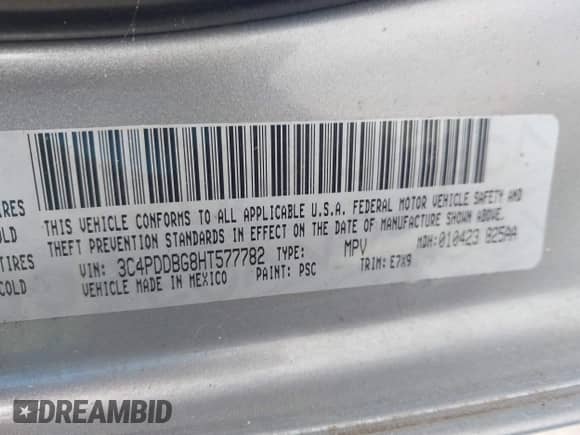 IRES
OLD
TIRES
COLD
THIS VEHICLE CONFORMS TO ALL APPLICABLE U.S.A. FEDERAL MOTOR VEHICLE SAFETY AND
THEFT PREVENTION STANDARDS IN EFFECT ON THE DATE OF MANUFACTURE SHOWN ABOVE.
VIN: 3C4PDDBG8HT577782 TYPE: MPV MDH: 010423 825AA
VEHICLE MADE IN MEXICO PAINT: PSC TRIM: E7X9
DREAMBID